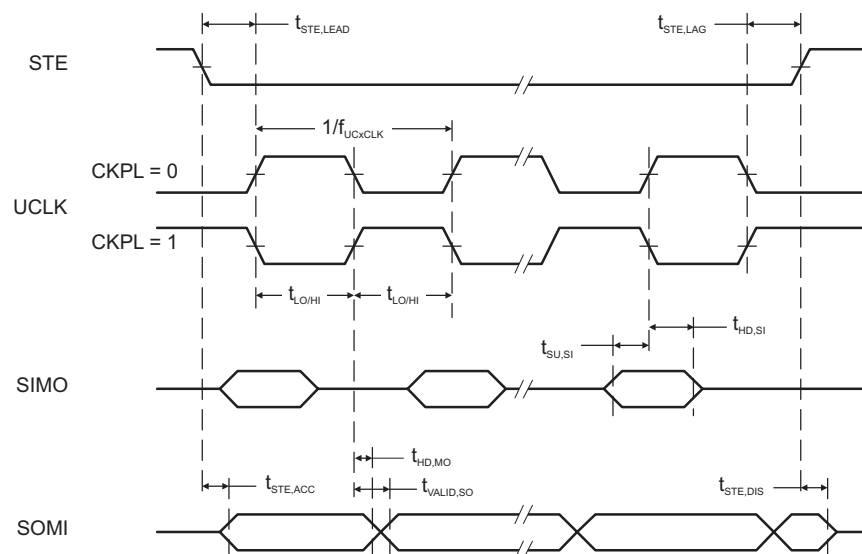 t_STE,LEAD
t_STE,LAG
STE
1/f_UCxCLK
CKPL = 0
UCLK
CKPL = 1
t_LO/HI
t_LO/HI
t_HD,SI
t_SU,SI
SIMO
t_HD,MO
t_STE,ACC
t_VALID,SO
t_STE,DIS
SOMI